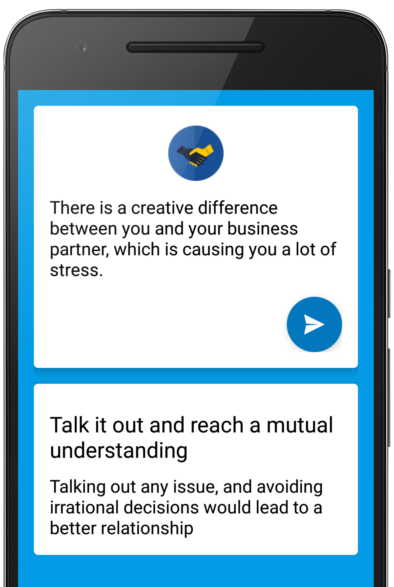 There is a creative difference
between you and your business
partner, which is causing you a lot of
stress.
Talk it out and reach a mutual
understanding
Talking out any issue, and avoiding
irrational decisions would lead to a
better relationship